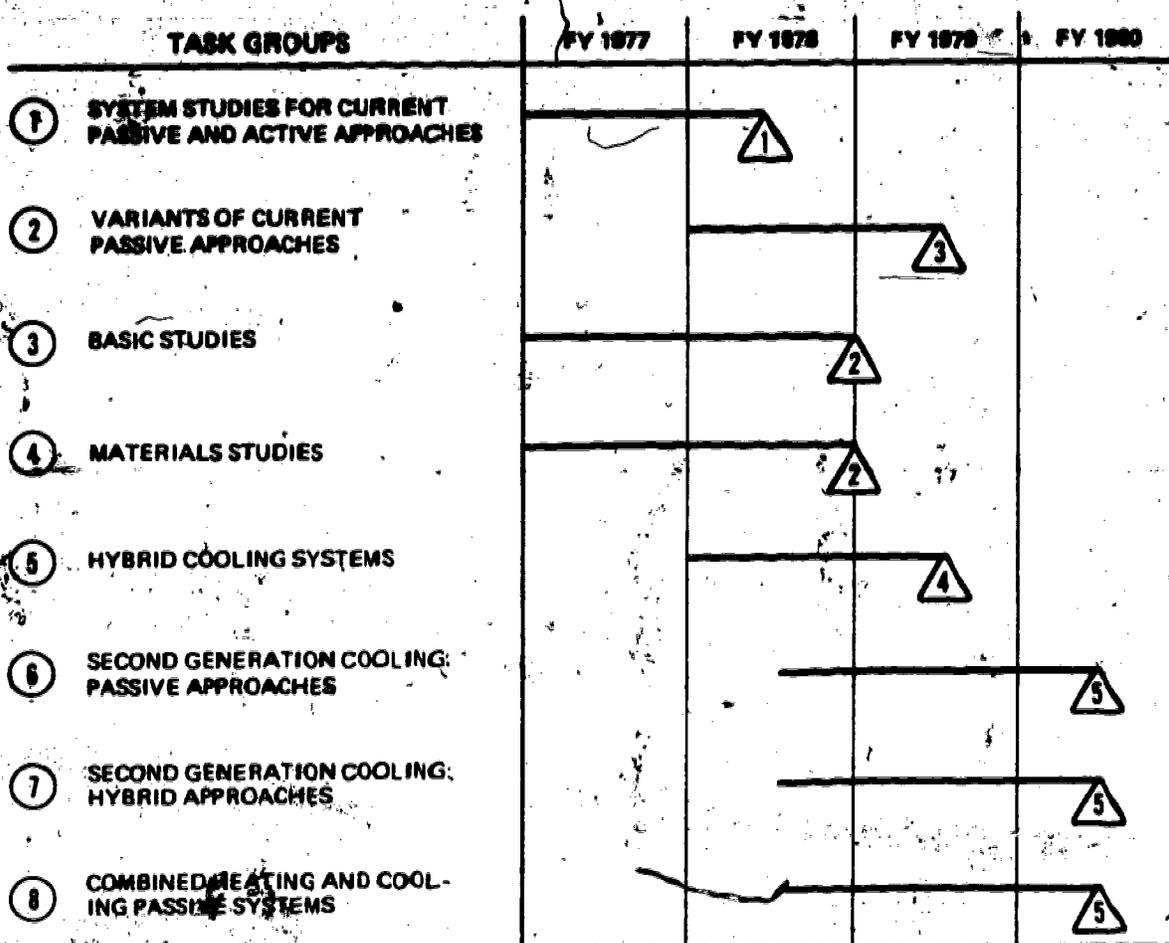 TASK GROUPS FY 1977 FY 1978 FY 1979 FY 1980
1 SYSTEM STUDIES FOR CURRENT
PASSIVE AND ACTIVE APPROACHES
1
2 VARIANTS OF CURRENT
PASSIVE APPROACHES
3
3 BASIC STUDIES
2
4 MATERIALS STUDIES
2
5 HYBRID COOLING SYSTEMS
4
6 SECOND GENERATION COOLING:
PASSIVE APPROACHES
5
7 SECOND GENERATION COOLING:
HYBRID APPROACHES
5
8 COMBINED HEATING AND COOL-
ING PASSIVE SYSTEMS
5